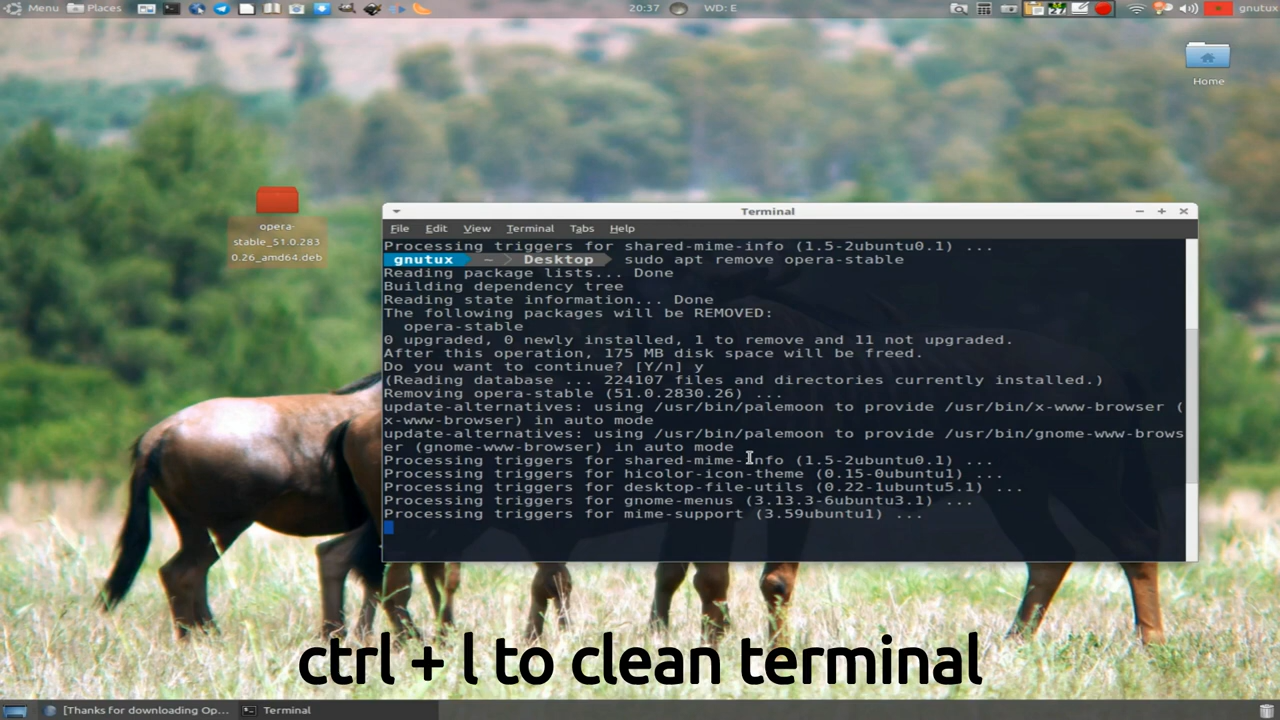 Menu Places 20:37 WD: E 27 gnutux
Home
opera-
stable_51.0.283
0.26_amd64.deb
Terminal
File Edit View Terminal Tabs Help
Processing triggers for shared-mime-info (1.5-2ubuntu0.1) ...
gnutux ~ Desktop sudo apt remove opera-stable
Reading package lists... Done
Building dependency tree
Reading state information... Done
The following packages will be REMOVED:
opera-stable
0 upgraded, 0 newly installed, 1 to remove and 11 not upgraded.
After this operation, 175 MB disk space will be freed.
Do you want to continue? [Y/n] y
(Reading database ... 224107 files and directories currently installed.)
Removing opera-stable (51.0.2830.26) ...
update-alternatives: using /usr/bin/palemoon to provide /usr/bin/x-www-browser (
x-www-browser) in auto mode
update-alternatives: using /usr/bin/palemoon to provide /usr/bin/gnome-www-brows
er (gnome-www-browser) in auto mode
Processing triggers for shared-mime-info (1.5-2ubuntu0.1) ...
Processing triggers for hicolor-icon-theme (0.15-0ubuntu1) ...
Processing triggers for desktop-file-utils (0.22-1ubuntu5.1) ...
Processing triggers for gnome-menus (3.13.3-6ubuntu3.1) ...
Processing triggers for mime-support (3.59ubuntu1) ...
ctrl + l to clean terminal
[Thanks for downloading Op... Terminal